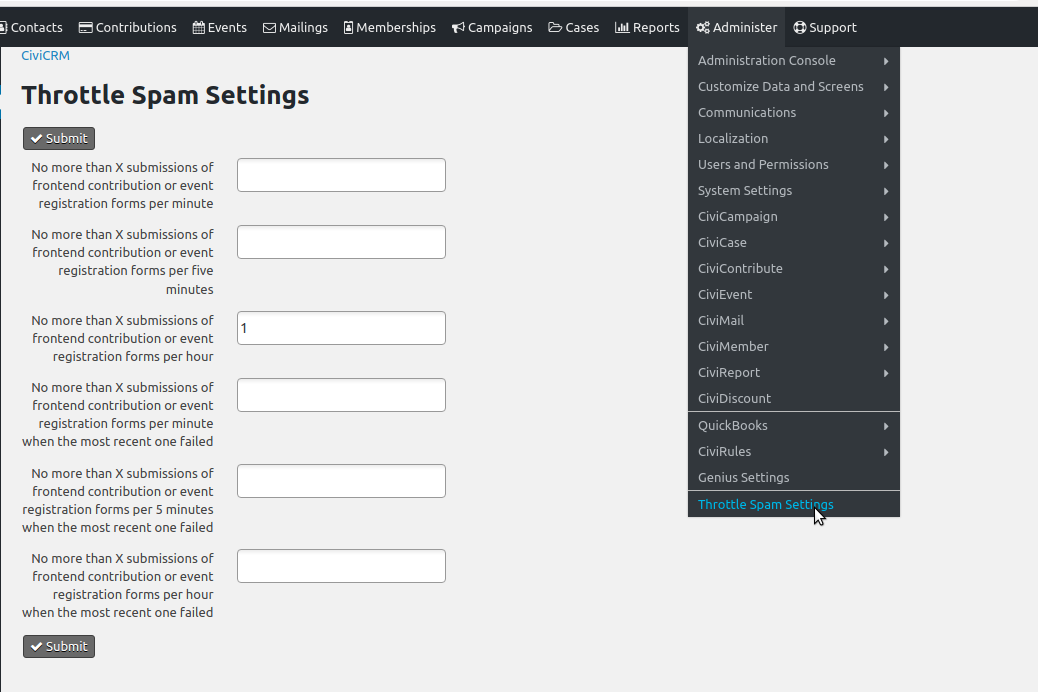 Contacts Contributions Events Mailings Memberships Campaigns Cases Reports Administer Support
CiviCRM
Throttle Spam Settings
Submit
No more than X submissions of
frontend contribution or event
registration forms per minute
No more than X submissions of
frontend contribution or event
registration forms per five
minutes
No more than X submissions of
frontend contribution or event
registration forms per hour
1
No more than X submissions of
frontend contribution or event
registration forms per minute
when the most recent one failed
No more than X submissions of
frontend contribution or event
registration forms per 5 minutes
when the most recent one failed
No more than X submissions of
frontend contribution or event
registration forms per hour
when the most recent one failed
Submit
Administration Console
Customize Data and Screens
Communications
Localization
Users and Permissions
System Settings
CiviCampaign
CiviCase
CiviContribute
CiviEvent
CiviMail
CiviMember
CiviReport
CiviDiscount
QuickBooks
CiviRules
Genius Settings
Throttle Spam Settings